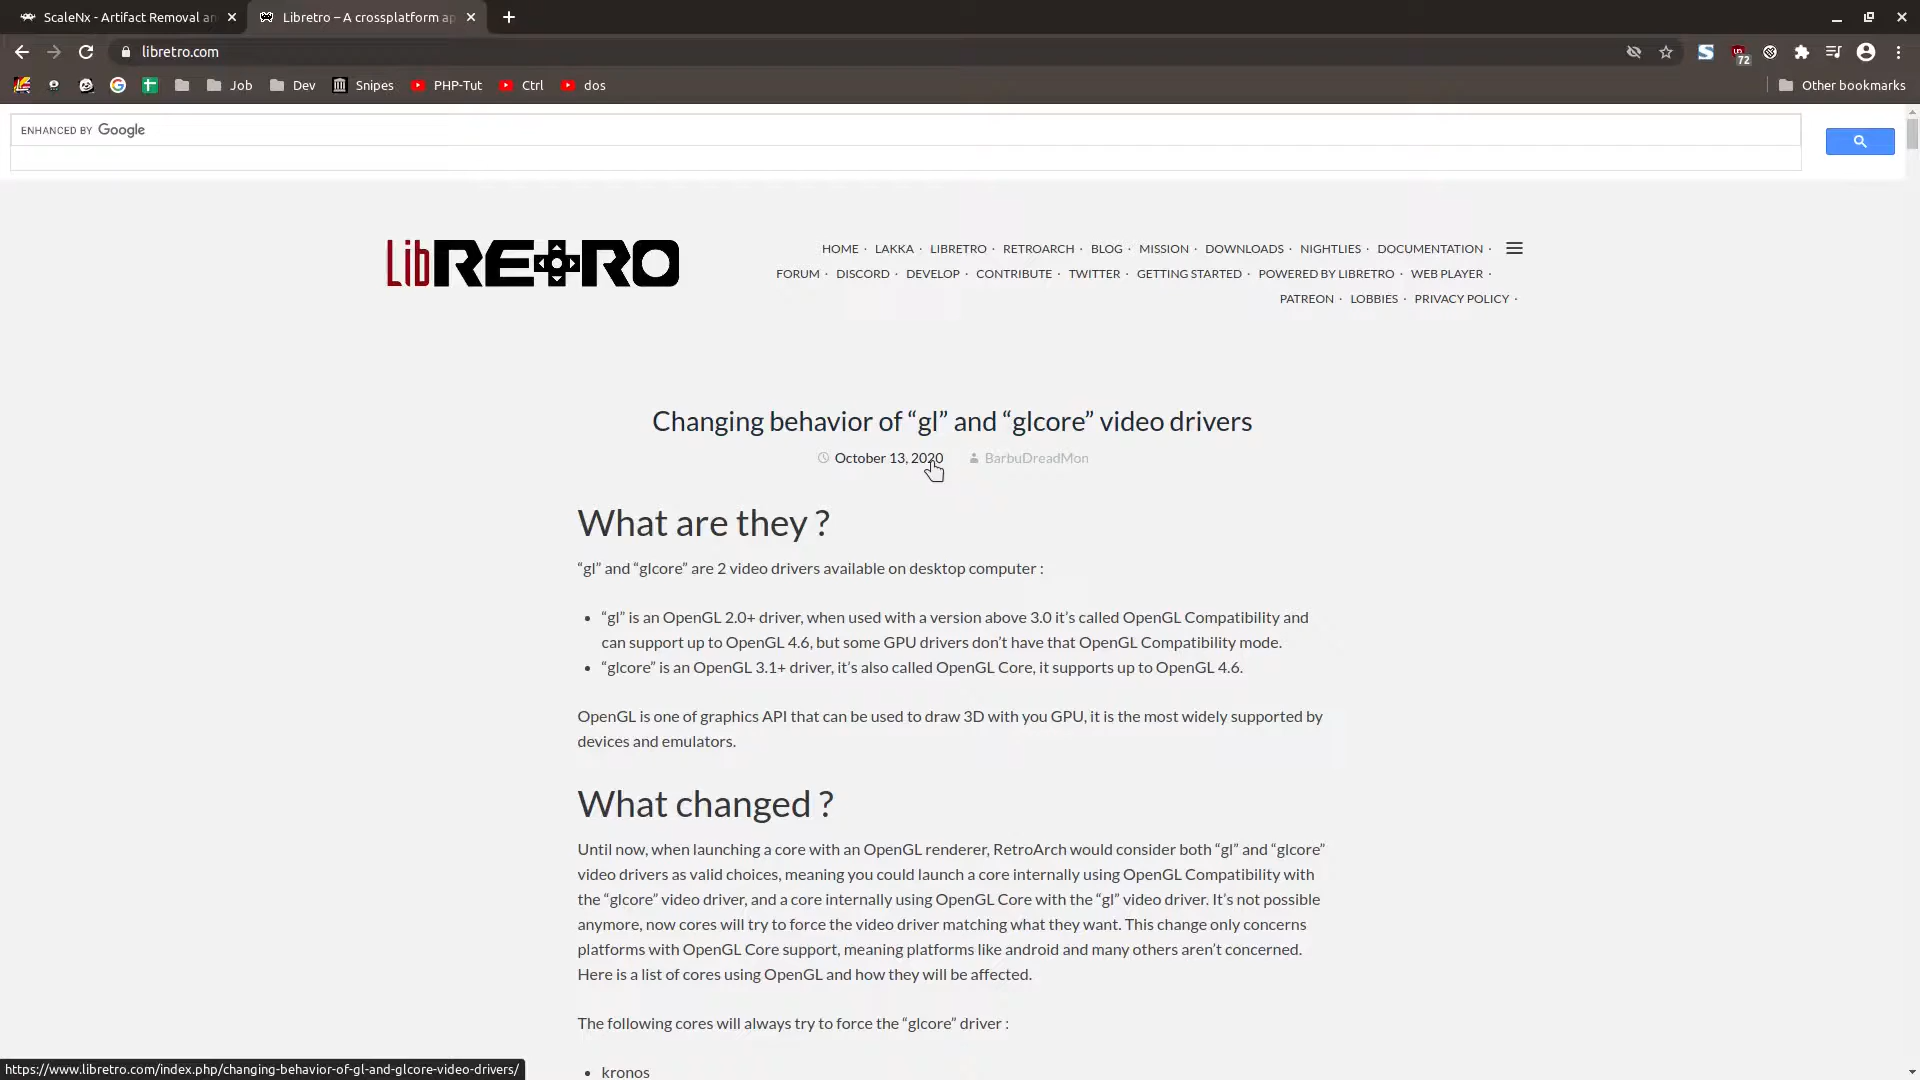 ScaleNx - Artifact Removal an
Libretro – A crossplatform ap
libretro.com
72
Job
Dev
Snipes
PHP-Tut
Ctrl
dos
Other bookmarks
ENHANCED BY Google
LibRETRO
HOME · LAKKA · LIBRETRO · RETROARCH · BLOG · MISSION · DOWNLOADS · NIGHTLIES · DOCUMENTATION ·
FORUM · DISCORD · DEVELOP · CONTRIBUTE · TWITTER · GETTING STARTED · POWERED BY LIBRETRO · WEB PLAYER ·
PATREON · LOBBIES · PRIVACY POLICY ·
Changing behavior of “gl” and “glcore” video drivers
October 13, 2020 BarbuDreadMon
What are they ?
“gl” and “glcore” are 2 video drivers available on desktop computer :
• “gl” is an OpenGL 2.0+ driver, when used with a version above 3.0 it’s called OpenGL Compatibility and
can support up to OpenGL 4.6, but some GPU drivers don’t have that OpenGL Compatibility mode.
• “glcore” is an OpenGL 3.1+ driver, it’s also called OpenGL Core, it supports up to OpenGL 4.6.
OpenGL is one of graphics API that can be used to draw 3D with you GPU, it is the most widely supported by
devices and emulators.
What changed ?
Until now, when launching a core with an OpenGL renderer, RetroArch would consider both “gl” and “glcore”
video drivers as valid choices, meaning you could launch a core internally using OpenGL Compatibility with
the “glcore” video driver, and a core internally using OpenGL Core with the “gl” video driver. It’s not possible
anymore, now cores will try to force the video driver matching what they want. This change only concerns
platforms with OpenGL Core support, meaning platforms like android and many others aren’t concerned.
Here is a list of cores using OpenGL and how they will be affected.
The following cores will always try to force the “glcore” driver :
• kronos
https://www.libretro.com/index.php/changing-behavior-of-gl-and-glcore-video-drivers/